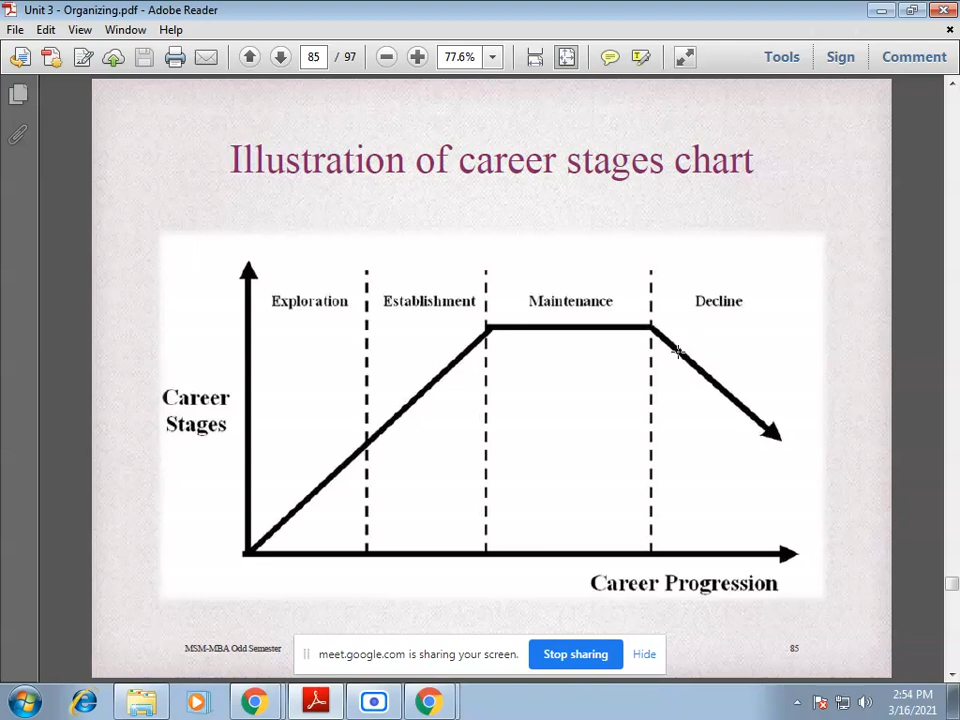 Unit 3 - Organizing.pdf - Adobe Reader
File Edit View Window Help
85 / 97 77.6% Tools Sign Comment
Illustration of career stages chart
Exploration Establishment Maintenance Decline
Career
Stages
Career Progression
MSM-MBA Odd Semester
85
meet.google.com is sharing your screen. Stop sharing Hide
2:54 PM
3/16/2021